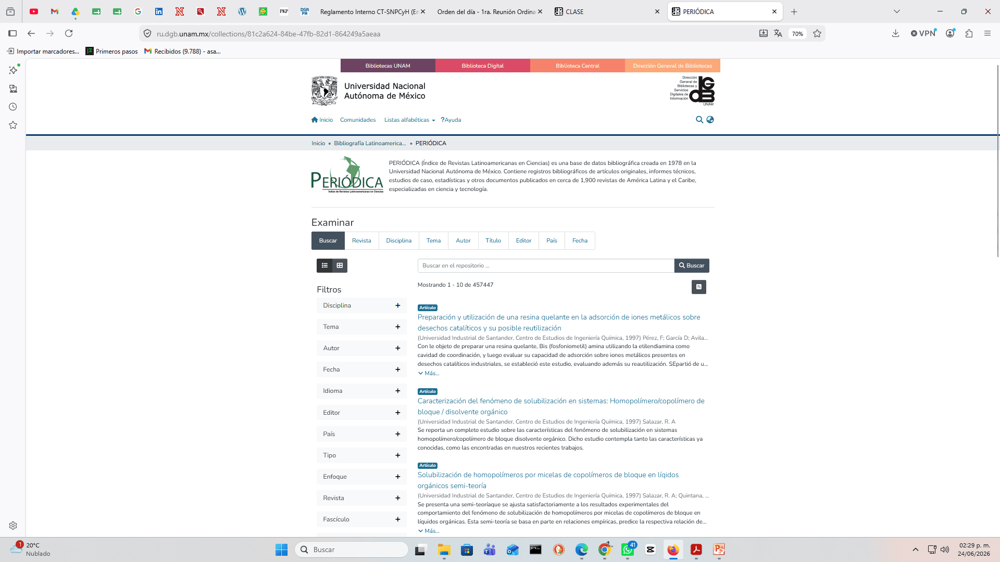 PKP
DGA
PA
Reglamento Interno CT-SNPCyH (En
Orden del día - 1ra. Reunión Ordina
CLASE
PERIÓDICA
ru.dgb.unam.mx/collections/81c2a624-84be-47fb-82d1-864249a5aeaa
70%
VPN
Importar marcadores...
Primeros pasos
Recibidos (9.788) - asa...
Bibliotecas UNAM
Biblioteca Digital
Biblioteca Central
Dirección General de Bibliotecas
Universidad Nacional
Autónoma de México
Dirección
General de
Bibliotecas y
Servicios
Digitales de
Información
UNAM
Inicio
Comunidades
Listas alfabéticas
?Ayuda
Inicio • Bibliografía Latinoamerica... • PERIÓDICA
PERIÓDICA
Índice de Revistas Latinoamericanas en Ciencias
PERIÓDICA (Índice de Revistas Latinoamericanas en Ciencias) es una base de datos bibliográfica creada en 1978 en la
Universidad Nacional Autónoma de México. Contiene registros bibliográficos de artículos originales, informes técnicos,
estudios de caso, estadísticas y otros documentos publicados en cerca de 1,900 revistas de América Latina y el Caribe,
especializadas en ciencia y tecnología.
Examinar
Buscar
Revista
Disciplina
Tema
Autor
Título
Editor
País
Fecha
Buscar en el repositorio ...
Buscar
Mostrando 1 - 10 de 457447
Filtros
Disciplina +
Tema +
Autor +
Fecha +
Idioma +
Editor +
País +
Tipo +
Enfoque +
Revista +
Fascículo +
Artículo
Preparación y utilización de una resina quelante en la adsorción de iones metálicos sobre
desechos catalíticos y su posible reutilización
(Universidad Industrial de Santander, Centro de Estudios de Ingeniería Química, 1997) Pérez, F; García D; Avila...
Con le objeto de preparar una resina quelante, Bis (fosfoniometil) amina utilizando la etilendiamina como
cavidad de coordinación, y luego evaluar su capacidad de adsorción sobre iones metálicos presentes en
desechos catalíticos industriales, se estableció este estudio, evaluando además su reautilización. SEpartió de u...
Más...
Artículo
Caracterización del fenómeno de solubilización en sistemas: Homopolímero/copolímero de
bloque / disolvente orgánico
(Universidad Industrial de Santander, Centro de Estudios de Ingeniería Química, 1997) Salazar, R. A
Se reporta un completo estudio sobre las características del fenómeno de solubilización en sistemas
homopolímero/copolímero de bloque disolvente orgánico. Dicho estudio contempla tanto las características ya
conocidas, como las encontradas en nuestros recientes trabajos.
Artículo
Solubilización de homopolímeros por micelas de copolímeros de bloque en líqidos
orgánicos semi-teoría
(Universidad Industrial de Santander, Centro de Estudios de Ingeniería Química, 1997) Salazar, R. A; Quintana, ...
Se presenta una semi-teoríaque se ajusta satisfactoriamente a los resultados experimentales del
comportamiento del fenómeno de solubilización de homopolímeros por micelas de copolímeros de bloque en
líquidos orgánicas. Esta semi-teoría se basa en parte en relaciones empíricas, predice la respectiva relación de...
Más...
1
20°C
Nublado
Buscar
41
02:29 p. m.
24/06/2026